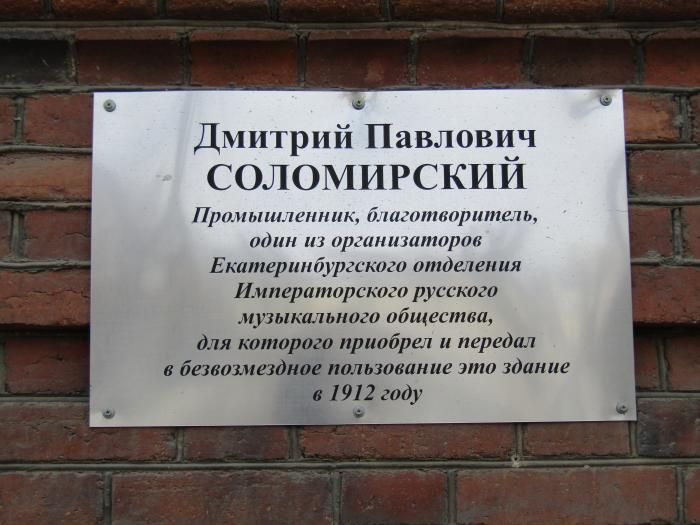 Дмитрий Павлович
СОЛОМИРСКИЙ
Промышленник, благотворитель,
один из организаторов
Екатеринбургского отделения
Императорского русского
музыкального общества,
для которого приобрел и передал
в безвозмездное пользование это здание
в 1912 году